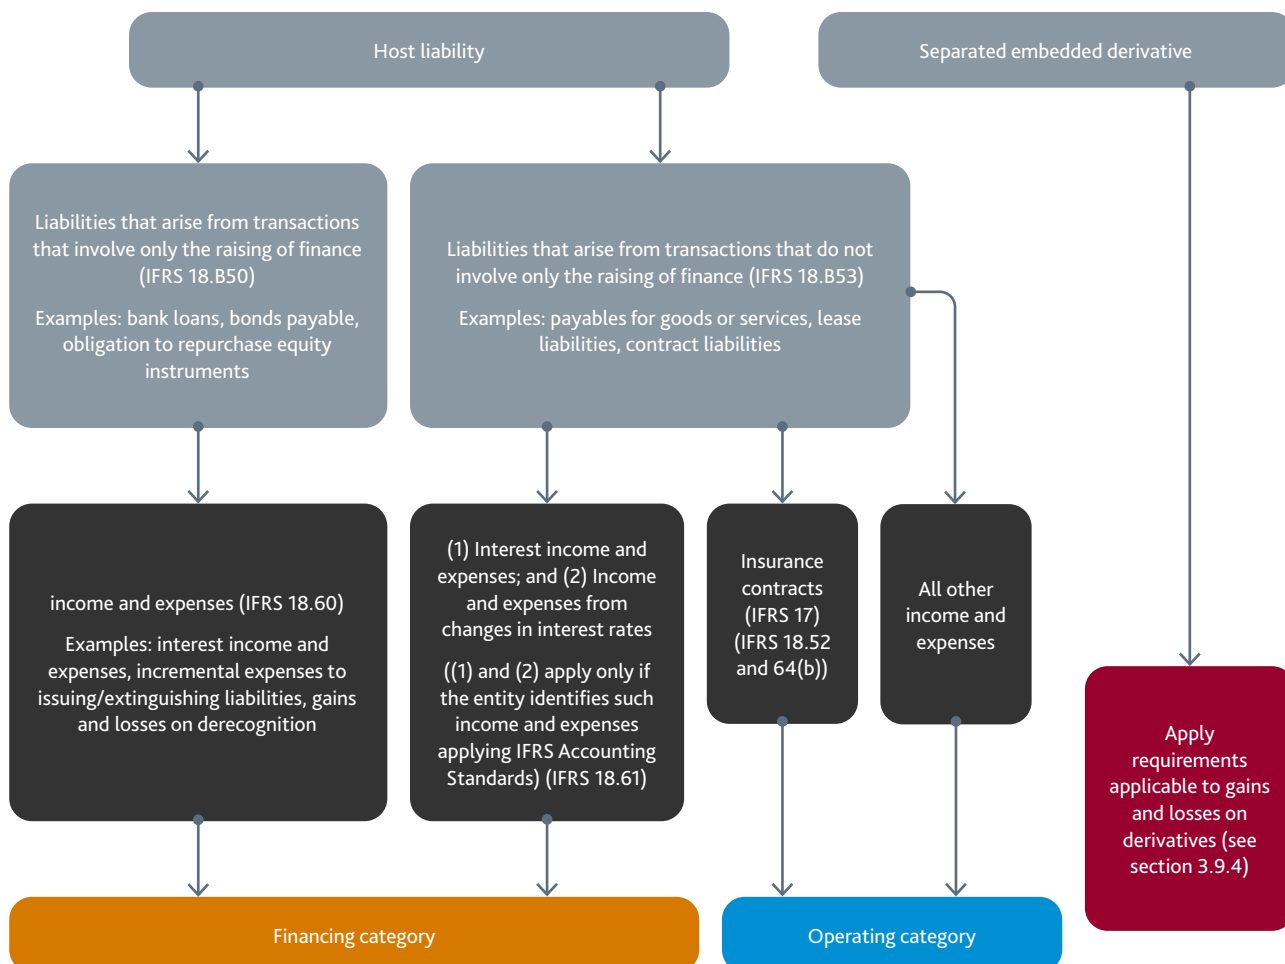 Host liability
Separated embedded derivative
Liabilities that arise from transactions
that involve only the raising of finance
(IFRS 18.B50)
Examples: bank loans, bonds payable,
obligation to repurchase equity
instruments
Liabilities that arise from transactions that do not
involve only the raising of finance (IFRS 18.B53)
Examples: payables for goods or services, lease
liabilities, contract liabilities
income and expenses (IFRS 18.60)
Examples: interest income and
expenses, incremental expenses to
issuing/extinguishing liabilities, gains
and losses on derecognition
(1) Interest income and
expenses; and (2) Income
and expenses from
changes in interest rates
((1) and (2) apply only if
the entity identifies such
income and expenses
applying IFRS Accounting
Standards) (IFRS 18.61)
Insurance
contracts
(IFRS 17)
(IFRS 18.52
and 64(b))
All other
income and
expenses
Apply
requirements
applicable to gains
and losses on
derivatives (see
section 3.9.4)
Financing category
Operating category